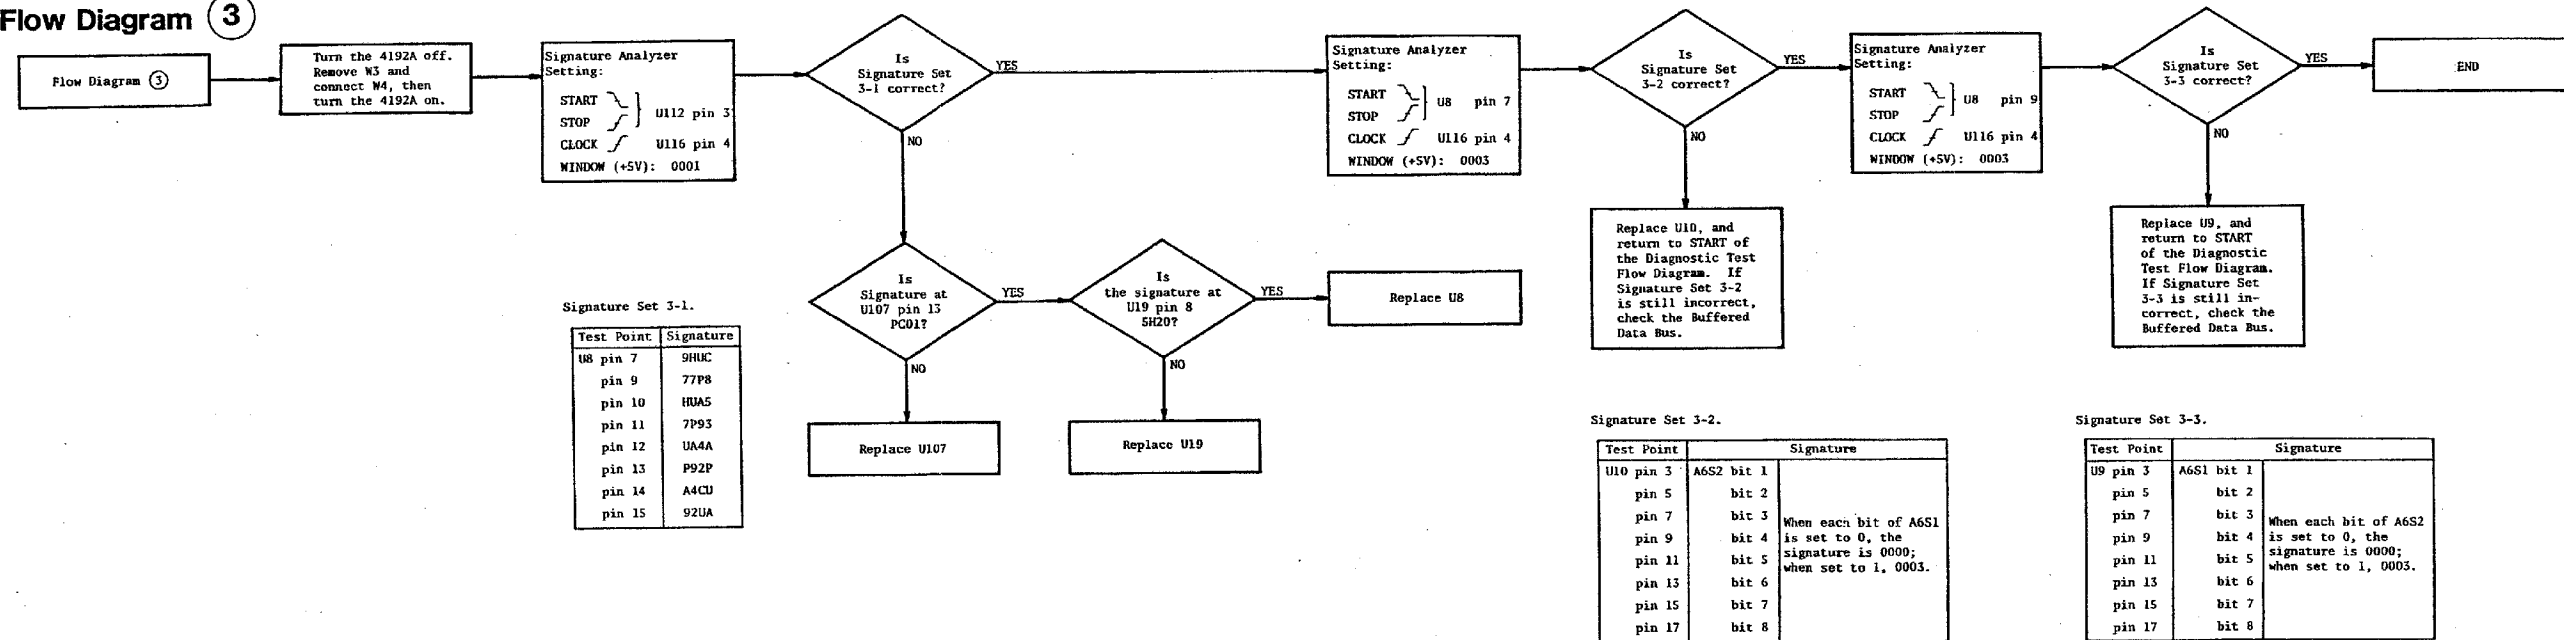 Flow Diagram 3
Flow Diagram 3
Turn the 4192A off.
Remove W3 and
connect W4, then
turn the 4192A on.
Signature Analyzer
Setting:
START
STOP
U112 pin 3
CLOCK U116 pin 4
WINDOW (+5V): 0001
Is
Signature Set
3-1 correct?
YES
NO
Signature Analyzer
Setting:
START
STOP
U8 pin 7
CLOCK U116 pin 4
WINDOW (+5V): 0003
Is
Signature Set
3-2 correct?
YES
NO
Signature Analyzer
Setting:
START
STOP
U8 pin 9
CLOCK U116 pin 4
WINDOW (+5V): 0003
Is
Signature Set
3-3 correct?
YES
NO
END
Is
Signature at
U107 pin 13
PC01?
YES
NO
Is
the signature at
U19 pin 8
5H20?
YES
NO
Replace U8
Replace U107
Replace U19
Replace U10, and
return to START of
the Diagnostic Test
Flow Diagram. If
Signature Set 3-2
is still incorrect,
check the Buffered
Data Bus.
Replace U9, and
return to START
of the Diagnostic
Test Flow Diagram.
If Signature Set
3-3 is still in-
correct, check the
Buffered Data Bus.
Signature Set 3-1.
Test Point Signature
U8 pin 7 9HUC
pin 9 77P8
pin 10 HUA5
pin 11 7P93
pin 12 UA4A
pin 13 P92P
pin 14 A4CU
pin 15 92UA
Signature Set 3-2.
Test Point Signature
U10 pin 3 A6S2 bit 1
pin 5 bit 2
pin 7 bit 3
pin 9 bit 4
pin 11 bit 5
pin 13 bit 6
pin 15 bit 7
pin 17 bit 8
When each bit of A6S1
is set to 0, the
signature is 0000;
when set to 1, 0003.
Signature Set 3-3.
Test Point Signature
U9 pin 3 A6S1 bit 1
pin 5 bit 2
pin 7 bit 3
pin 9 bit 4
pin 11 bit 5
pin 13 bit 6
pin 15 bit 7
pin 17 bit 8
When each bit of A6S2
is set to 0, the
signature is 0000;
when set to 1, 0003.